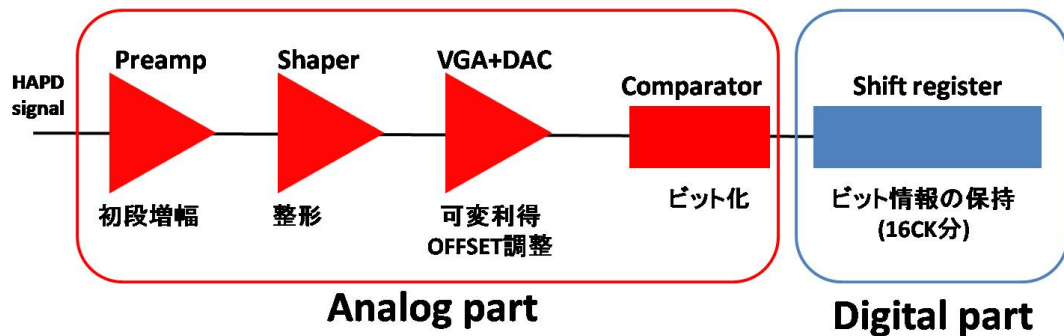 HAPD
signal
Preamp
初段増幅
Shaper
整形
VGA+DAC
可変利得
OFFSET調整
Comparator
ビット化
Shift register
ビット情報の保持
(16CK分)
Analog part
Digital part